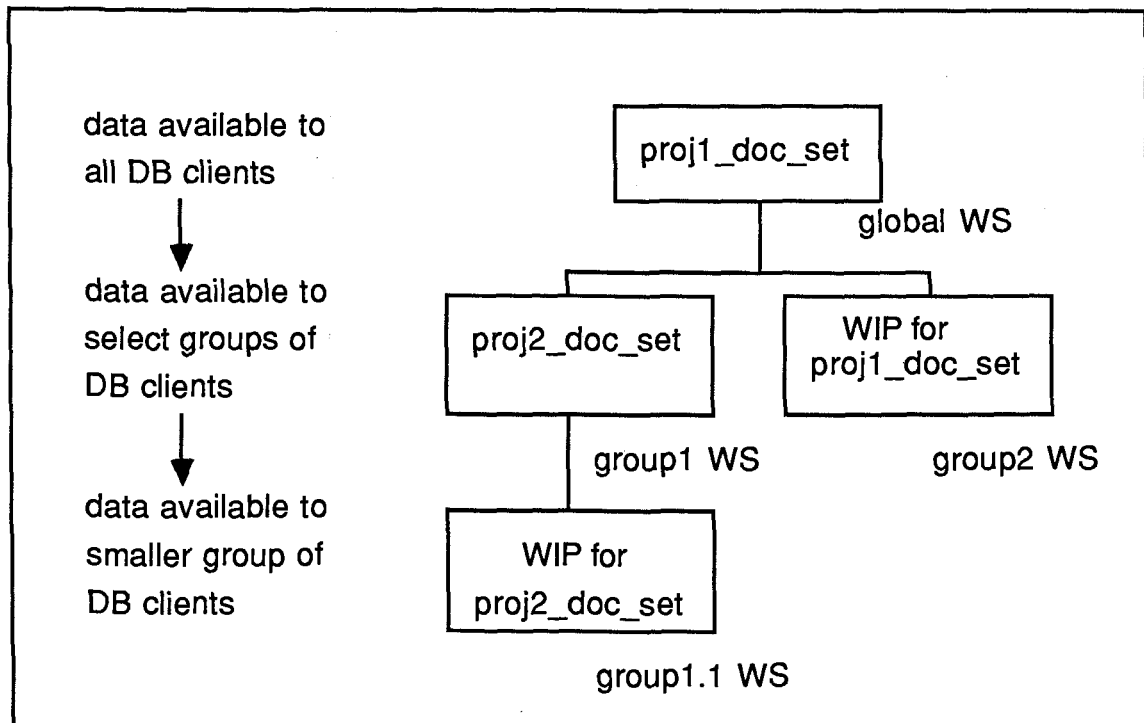 data available to
all DB clients
data available to
select groups of
DB clients
data available to
smaller group of
DB clients
proj1_doc_set
global WS
proj2_doc_set
WIP for
proj1_doc_set
group1 WS
group2 WS
WIP for
proj2_doc_set
group1.1 WS